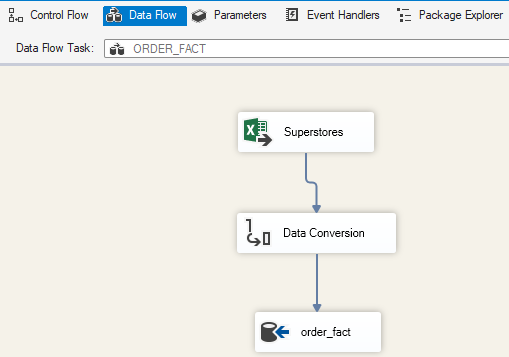 Control Flow Data Flow Parameters Event Handlers Package Explorer
Data Flow Task: ORDER_FACT
Superstores
Data Conversion
order_fact